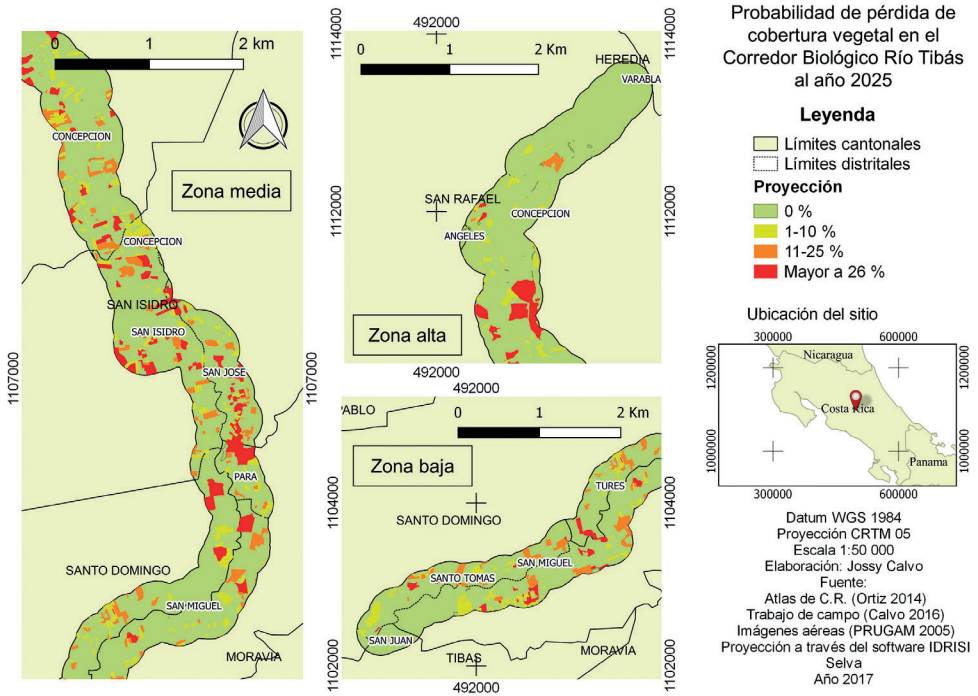 0 1 2 km
CONCEPCION
Zona media
CONCEPCION
SAN ISIDRO
SAN ISIDRO
SAN JOSE
1107000
1107000
PARA
SANTO DOMINGO
SAN MIGUEL
MORAVIA
492000
1114000
1114000
0 1 2 Km
HEREDIA
VARABLA
SAN RAFAEL
1112000
1112000
CONCEPCION
ANGELES
Zona alta
492000
492000
PABLO
0 1 2 Km
Zona baja
TURES
1104000
1104000
SANTO DOMINGO
SAN MIGUEL
SANTO TOMAS
SAN JUAN
TIBAS
MORAVIA
1102000
1102000
492000
Probabilidad de pérdida de
cobertura vegetal en el
Corredor Biológico Río Tibás
al año 2025
Leyenda
Límites cantonales
Límites distritales
Proyección
0 %
1-10 %
11-25 %
Mayor a 26 %
Ubicación del sitio
300000 600000
1200000
1200000
Nicaragua
Costa Rica
Panama
1000000
1000000
300000 600000
Datum WGS 1984
Proyección CRTM 05
Escala 1:50 000
Elaboración: Jossy Calvo
Fuente:
Atlas de C.R. (Ortiz 2014)
Trabajo de campo (Calvo 2016)
Imágenes aéreas (PRUGAM 2005)
Proyección a través del software IDRISI
Selva
Año 2017